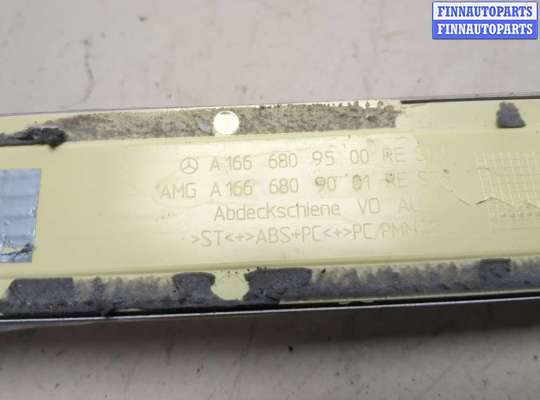 FINNAUTOPARTS
FINNAUTOPARTS
A 166 680 95 00 RE
AMG A 166 680 90 01 RE
Abdeckschiene VO
>ST<+>ABS+PC<+>PC/PMM